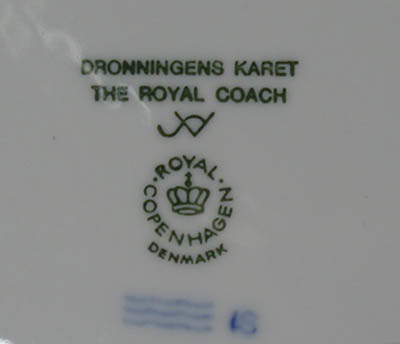 DRONNINGENS KARET
THE ROYAL COACH
ROYAL
COPENHAGEN
DENMARK